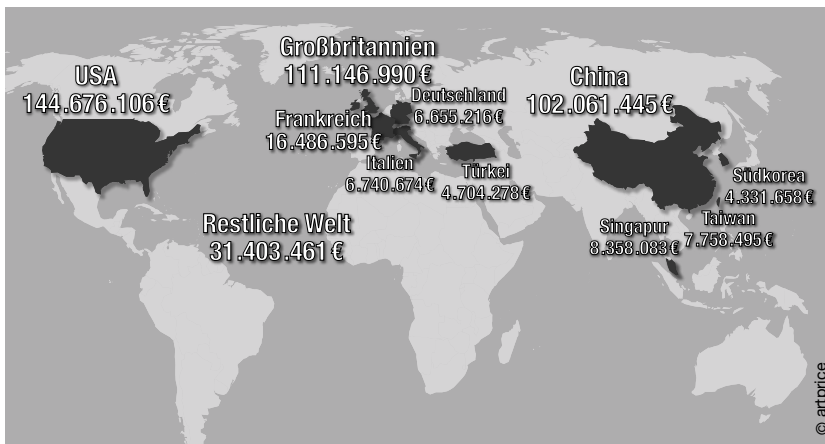 Großbritannien
111.146.990€
USA
144.676.106€
China
102.061.445€
Deutschland
6.655.216€
Frankreich
16.486.595€
Italien
6.740.674€
Türkei
4.704.278€
Südkorea
4.331.658€
Restliche Welt
31.403.461€
Singapur
8.358.083€
Taiwan
7.758.495€
© artprice